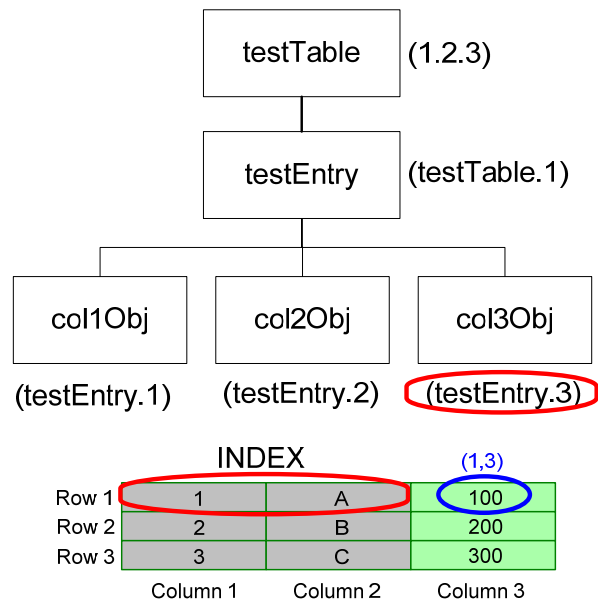 testTable (1.2.3)
testEntry (testTable.1)
col1Obj col2Obj col3Obj
(testEntry.1) (testEntry.2) (testEntry.3)
INDEX (1,3)
Row 1 1 A 100
Row 2 2 B 200
Row 3 3 C 300
Column 1 Column 2 Column 3